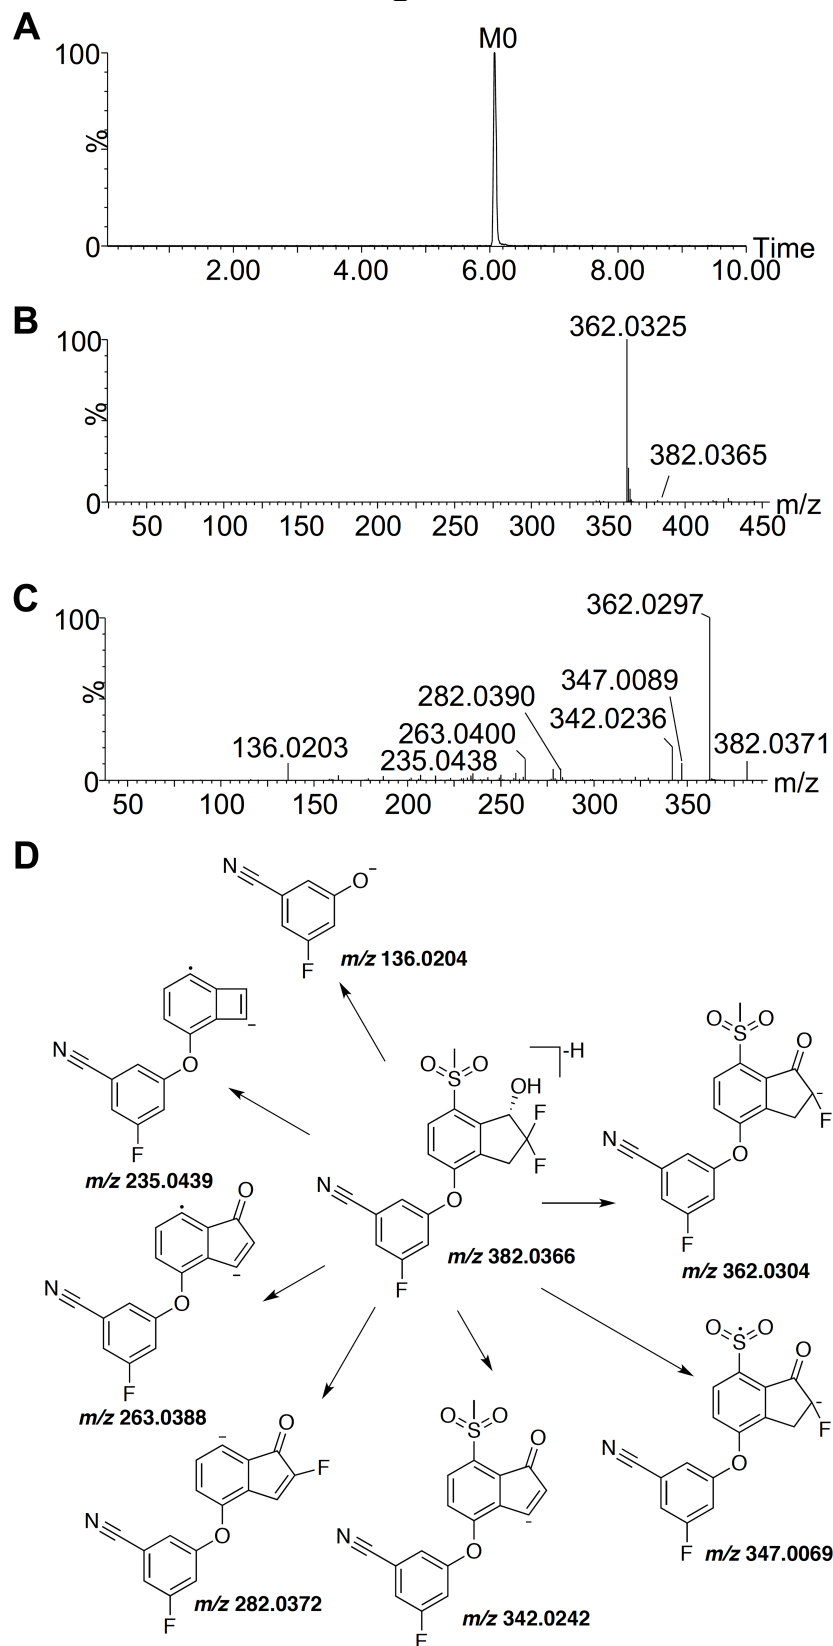 A
M0
100
%
0
Time
2.00 4.00 6.00 8.00 10.00
B
362.0325
100
%
382.0365
0
m/z
50 100 150 200 250 300 350 400 450
C
362.0297
100
%
347.0089
282.0390
342.0236
263.0400
136.0203
235.0438
382.0371
0
m/z
50 100 150 200 250 300 350
D
N
O-
F
m/z 136.0204
N
O
F
-
m/z 235.0439
O S O
OH
F
F
-H
N
O
F
m/z 382.0366
O S O
O
-
F
N
O
F
m/z 362.0304
O
-
N
O
F
m/z 263.0388
O S O
O
-
F
N
O
F
m/z 347.0069
-
O
F
N
O
F
m/z 282.0372
O S O
O
-
N
O
F
m/z 342.0242